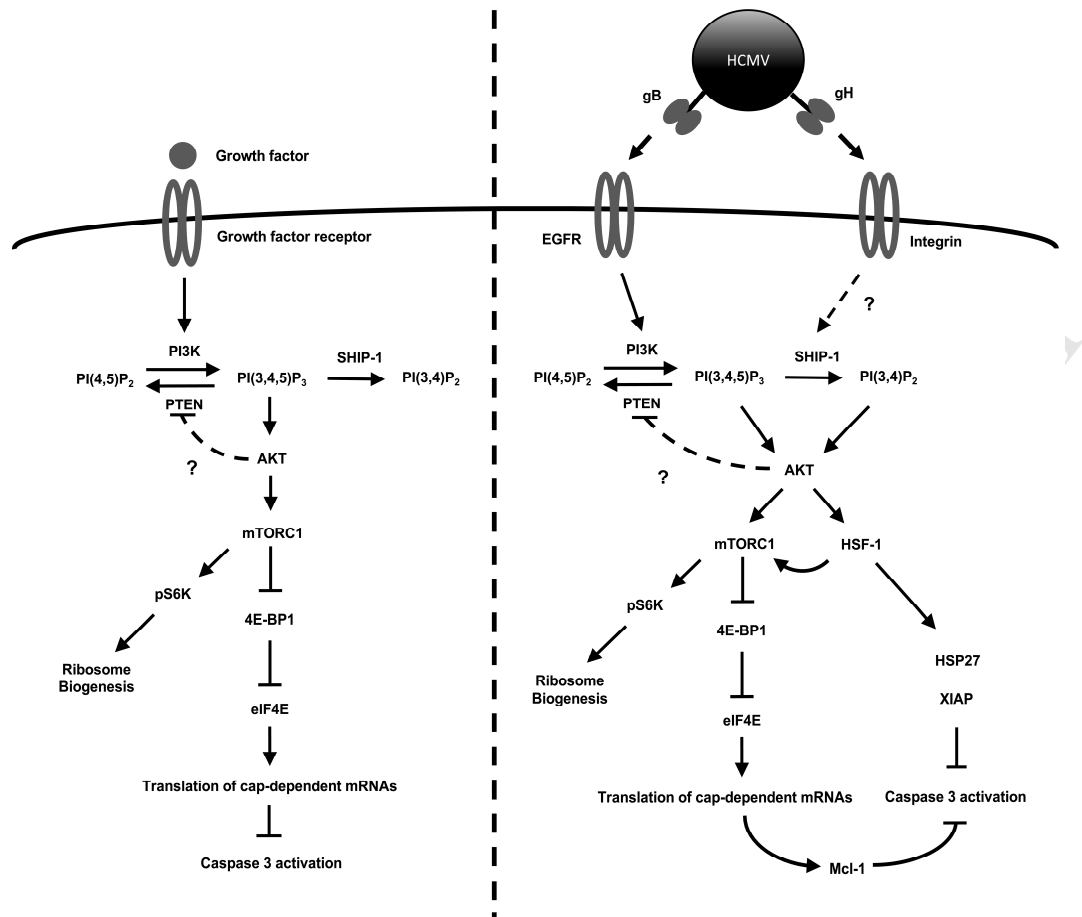 Growth factor
Growth factor receptor
PI3K
PI(4,5)P₂
PI(3,4,5)P₃
SHIP-1
PI(3,4)P₂
PTEN
?
AKT
mTORC1
pS6K
4E-BP1
Ribosome
Biogenesis
eIF4E
Translation of cap-dependent mRNAs
Caspase 3 activation
HCMV
gB
gH
EGFR
Integrin
?
PI3K
SHIP-1
PI(4,5)P₂
PI(3,4,5)P₃
PI(3,4)P₂
PTEN
?
AKT
mTORC1
HSF-1
pS6K
4E-BP1
Ribosome
Biogenesis
HSP27
XIAP
eIF4E
Translation of cap-dependent mRNAs
Caspase 3 activation
Mcl-1